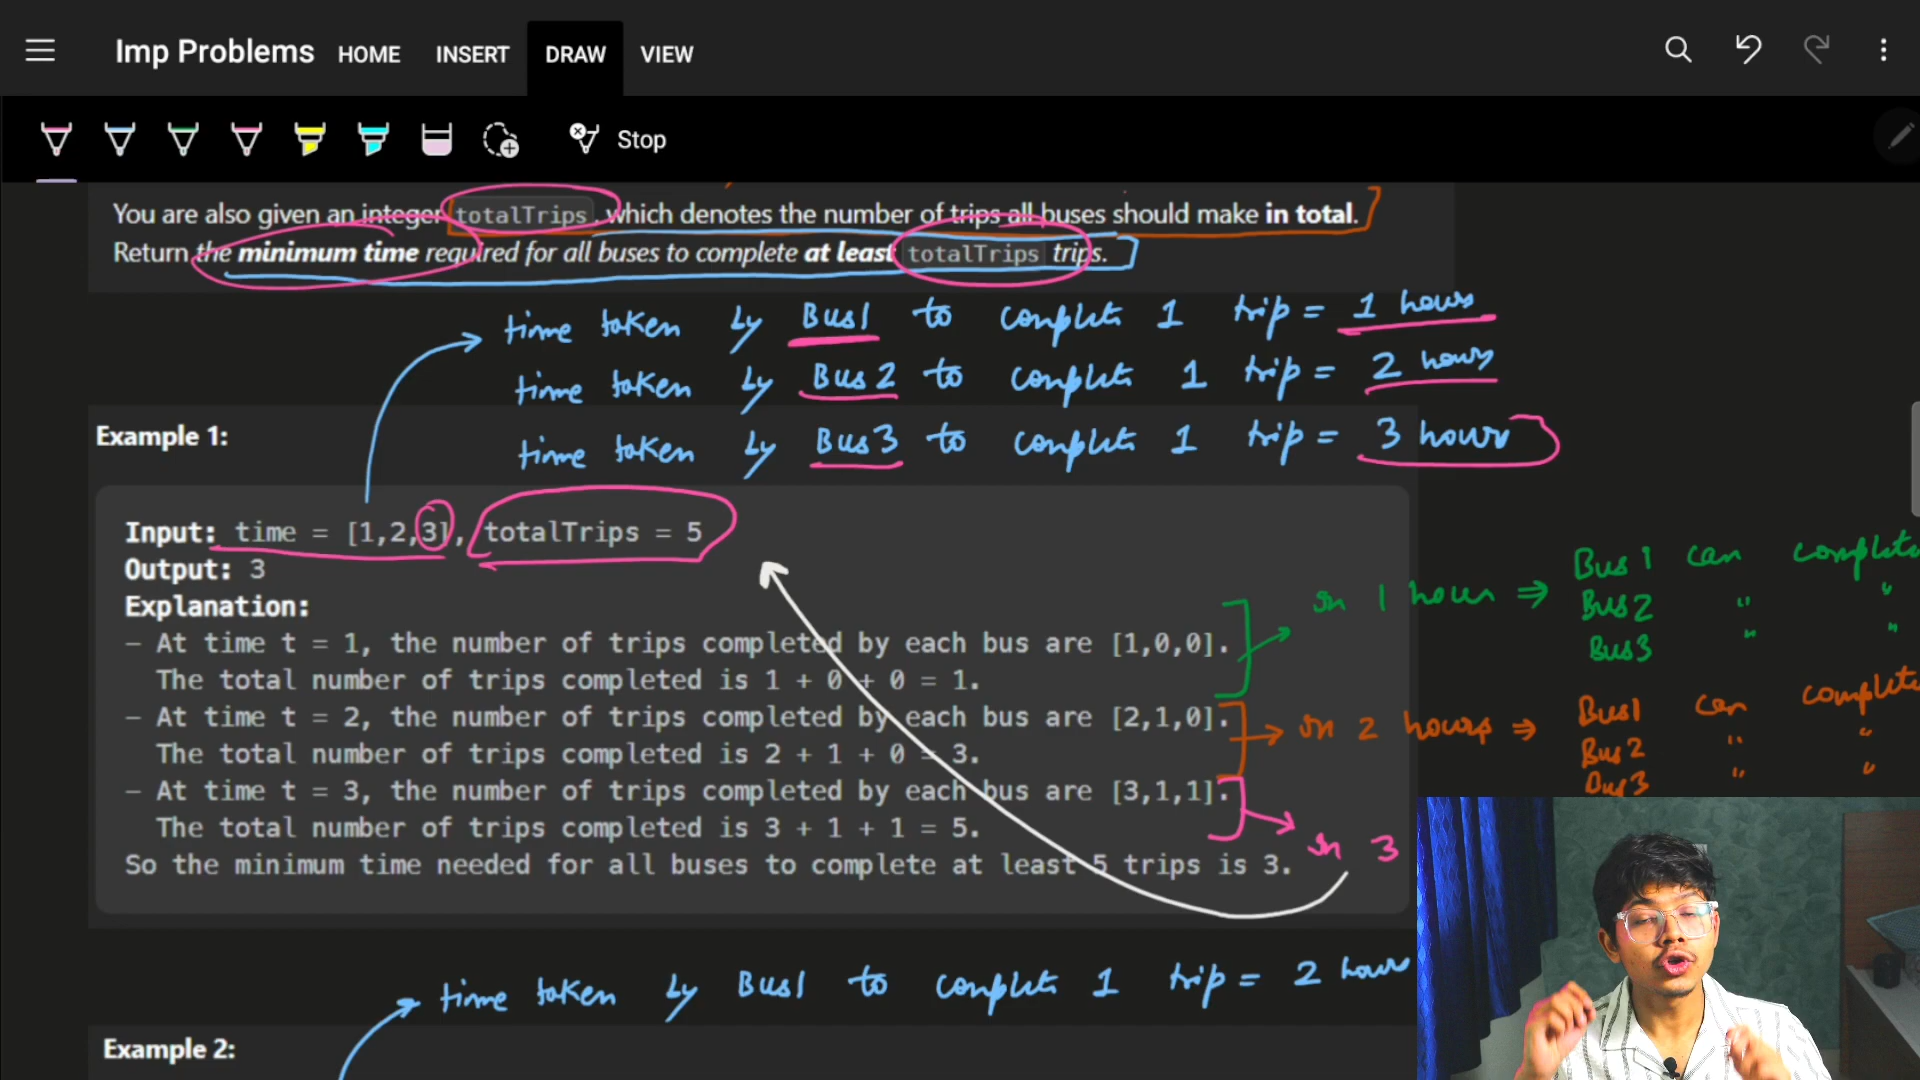 Imp Problems HOME INSERT DRAW VIEW
Stop
You are also given an integer totalTrips, which denotes the number of trips all buses should make in total.
Return the minimum time required for all buses to complete at least totalTrips trips.
time taken by Bus1 to complete 1 trip = 1 hours
time taken by Bus2 to complete 1 trip = 2 hours
time taken by Bus3 to complete 1 trip = 3 hours
Example 1:
Input: time = [1,2,3], totalTrips = 5
Output: 3
Explanation:
- At time t = 1, the number of trips completed by each bus are [1,0,0].
The total number of trips completed is 1 + 0 + 0 = 1.
- At time t = 2, the number of trips completed by each bus are [2,1,0].
The total number of trips completed is 2 + 1 + 0 = 3.
- At time t = 3, the number of trips completed by each bus are [3,1,1].
The total number of trips completed is 3 + 1 + 1 = 5.
So the minimum time needed for all buses to complete at least 5 trips is 3.
In 1 hour ⇒ Bus1 can complete
Bus2 " "
Bus3 " "
In 2 hours ⇒ Bus1 can complete
Bus2 " "
Bus3 " "
In 3
time taken by Bus1 to complete 1 trip = 2 hours
Example 2: